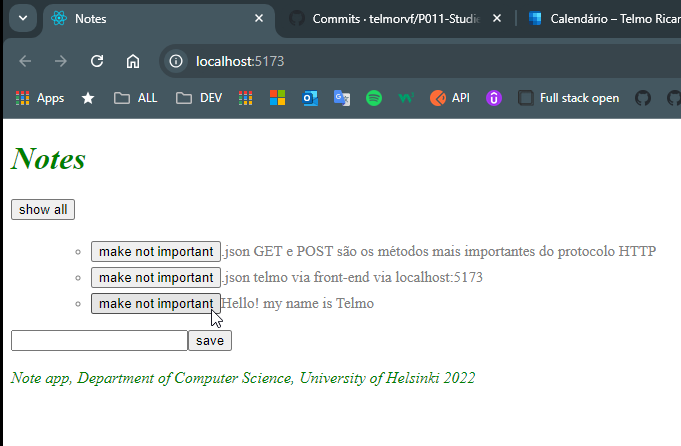 Notes
Commits · telmorvf/P011-Studie
Calendário – Telmo Ricar
localhost:5173
Apps
ALL
DEV
API
Full stack open
Notes
show all
make not important .json GET e POST são os métodos mais importantes do protocolo HTTP
make not important .json telmo via front-end via localhost:5173
make not important Hello! my name is Telmo
save
Note app, Department of Computer Science, University of Helsinki 2022